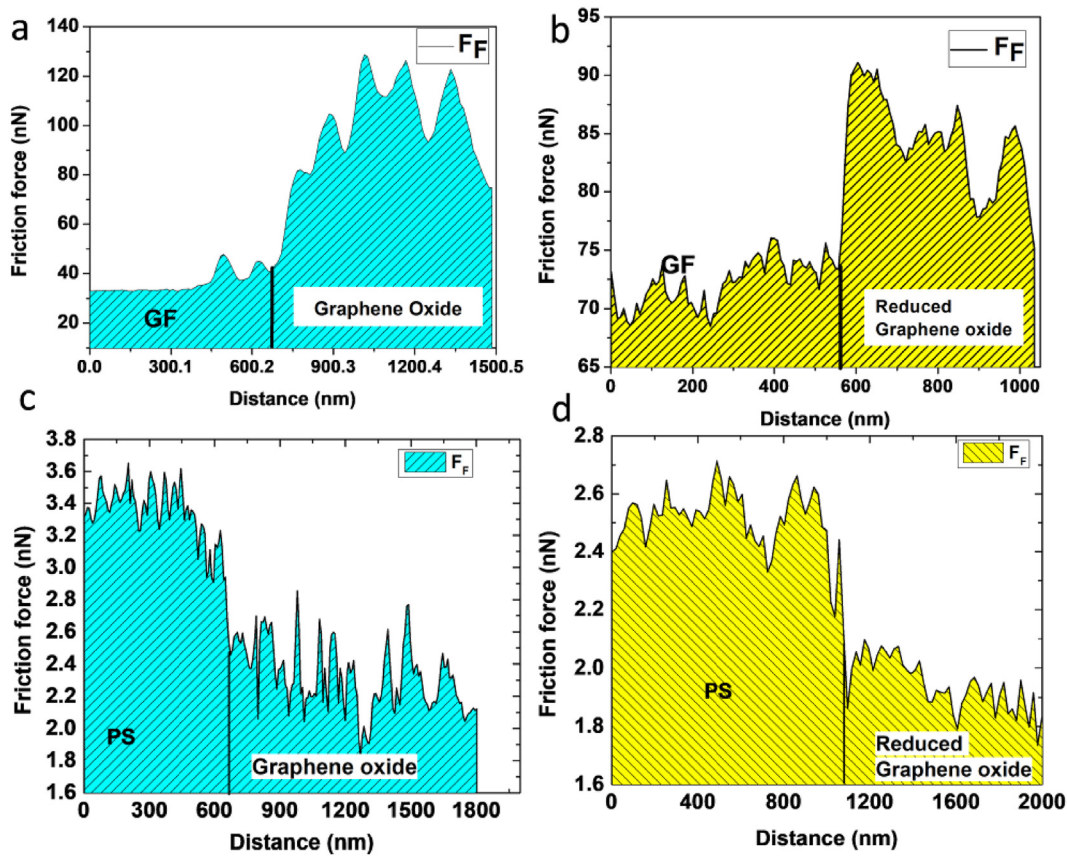 a
140
120
100
80
60
40
20
Friction force (nN)
FF
GF
Graphene Oxide
0.0
300.1
600.2
900.3
1200.4
1500.5
Distance (nm)
b
95
90
85
80
75
70
65
Friction force (nN)
FF
GF
Reduced
Graphene oxide
0
200
400
600
800
1000
Distance (nm)
c
3.8
3.6
3.4
3.2
3.0
2.8
2.6
2.4
2.2
2.0
1.8
1.6
Friction force (nN)
FF
PS
Graphene oxide
0
300
600
900
1200
1500
1800
Distance (nm)
d
2.8
2.6
2.4
2.2
2.0
1.8
1.6
Friction force (nN)
FF
PS
Reduced
Graphene oxide
0
400
800
1200
1600
2000
Distance (nm)